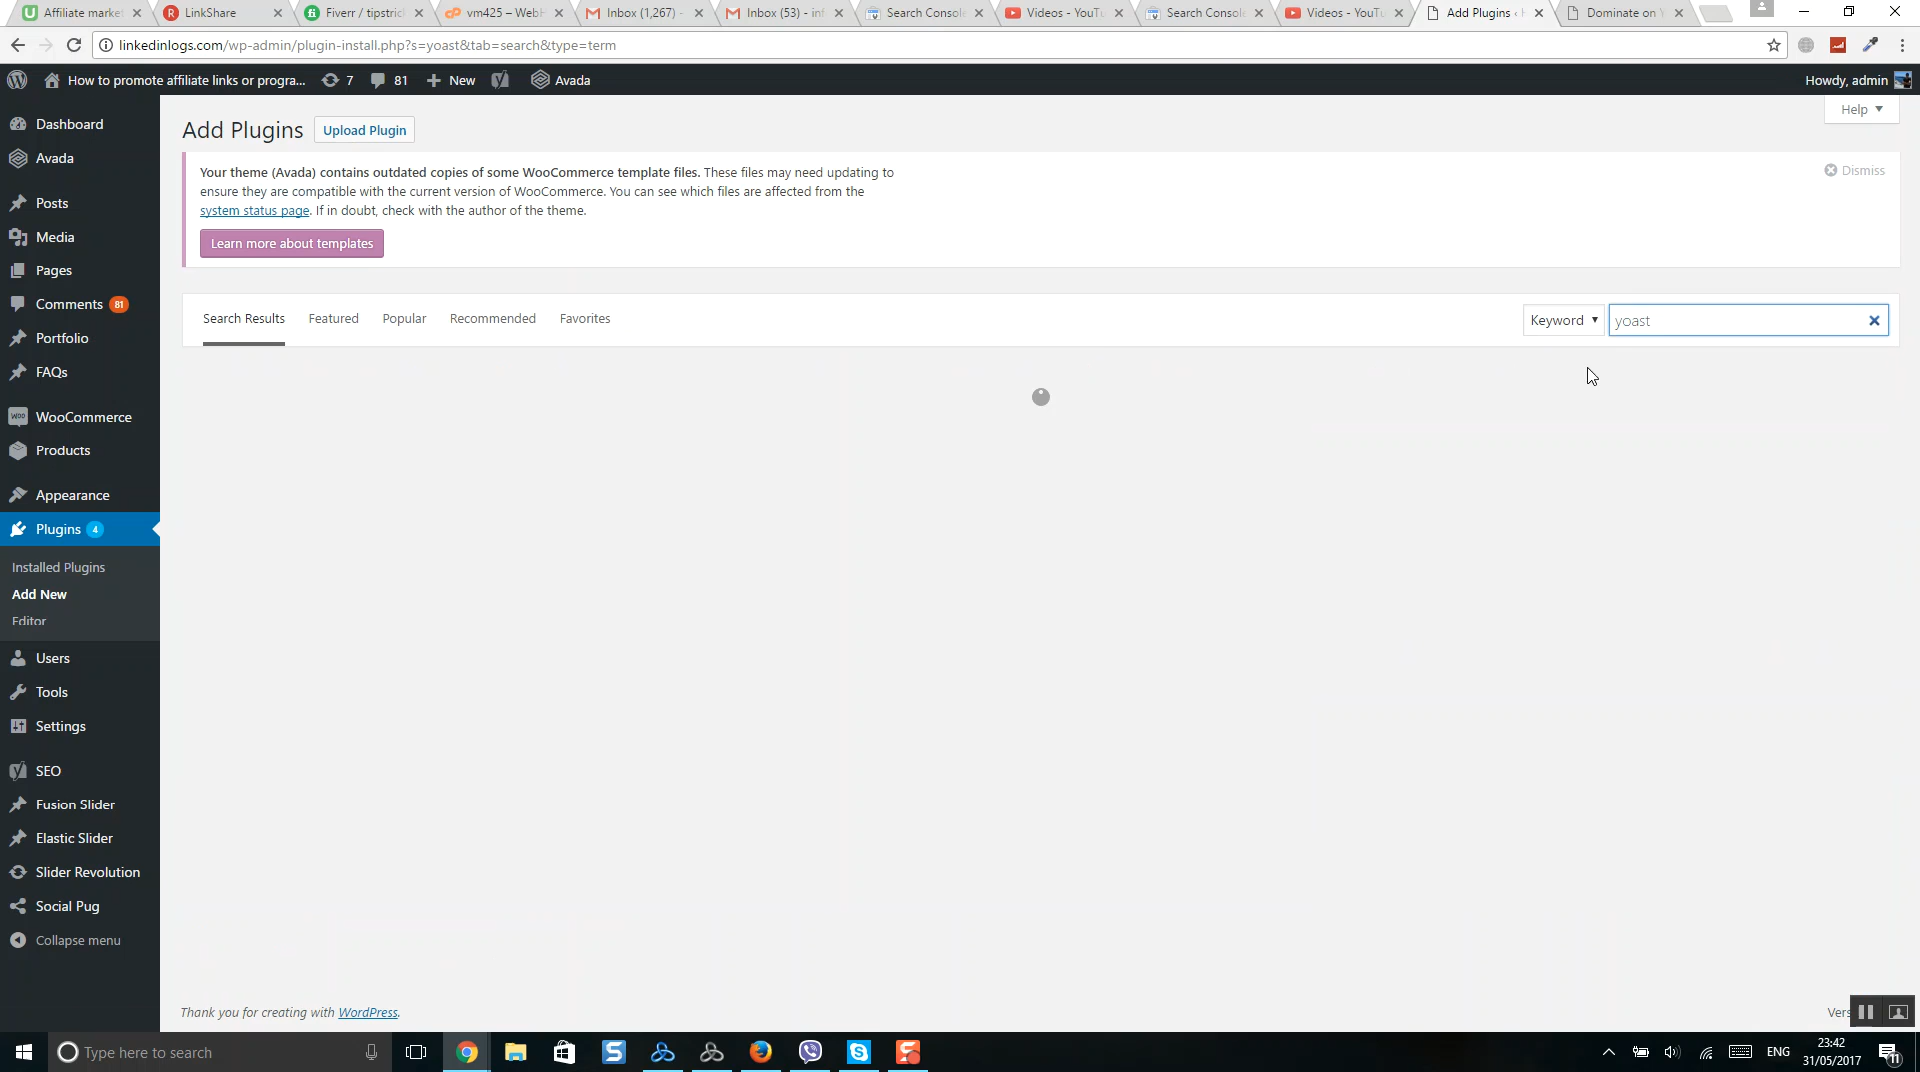 Affiliate market
LinkShare
Fiverr / tipstric
vm425 – WebH
Inbox (1,267) -
Inbox (53) - inf
Search Console
Videos - YouTu
Search Console
Videos - YouTu
Add Plugins ‹
Dominate on Y
linkedinlogs.com/wp-admin/plugin-install.php?s=yoast&tab=search&type=term
How to promote affiliate links or progra... 7 81 New Avada Howdy, admin
Help
Dashboard
Avada
Posts
Media
Pages
Comments 81
Portfolio
FAQs
WooCommerce
Products
Appearance
Plugins 4
Installed Plugins
Add New
Editor
Users
Tools
Settings
SEO
Fusion Slider
Elastic Slider
Slider Revolution
Social Pug
Collapse menu
Add Plugins Upload Plugin
Your theme (Avada) contains outdated copies of some WooCommerce template files. These files may need updating to
ensure they are compatible with the current version of WooCommerce. You can see which files are affected from the
system status page. If in doubt, check with the author of the theme.
Dismiss
Learn more about templates
Search Results Featured Popular Recommended Favorites Keyword yoast
Thank you for creating with WordPress.
Vers
Type here to search
ENG
23:42
31/05/2017
11